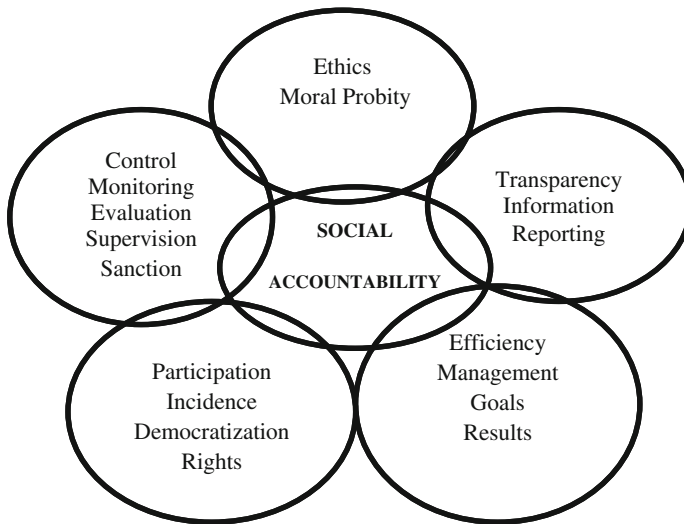 Ethics
Moral Probity
Control
Monitoring
Evaluation
Supervision
Sanction
Transparency
Information
Reporting
SOCIAL
ACCOUNTABILITY
Participation
Incidence
Democratization
Rights
Efficiency
Management
Goals
Results